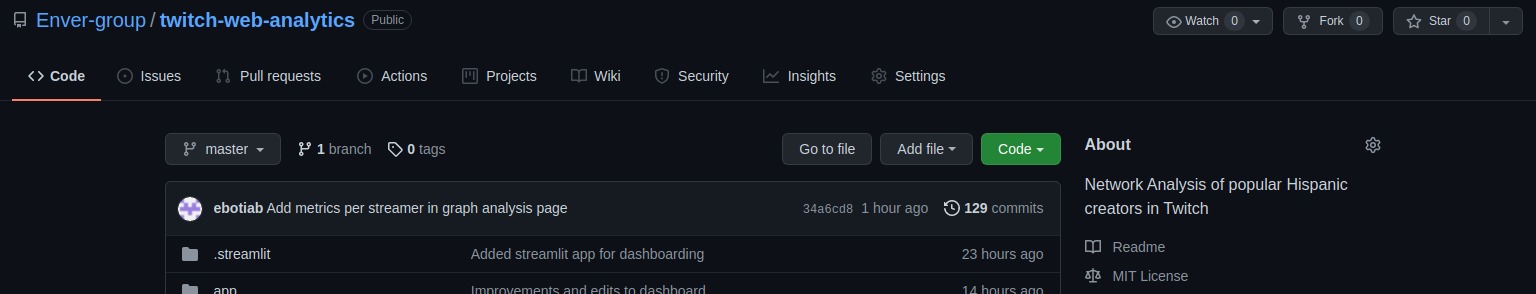 Enver-group / twitch-web-analytics Public Watch 0 Fork 0 Star 0
Code Issues Pull requests Actions Projects Wiki Security Insights Settings
master 1 branch 0 tags Go to file Add file Code
About
Network Analysis of popular Hispanic
creators in Twitch
ebotiab Add metrics per streamer in graph analysis page 34a6cd8 1 hour ago 129 commits
.streamlit Added streamlit app for dashboarding 23 hours ago
app Improvements and edits to dashboard 14 hours ago
Readme
MIT License